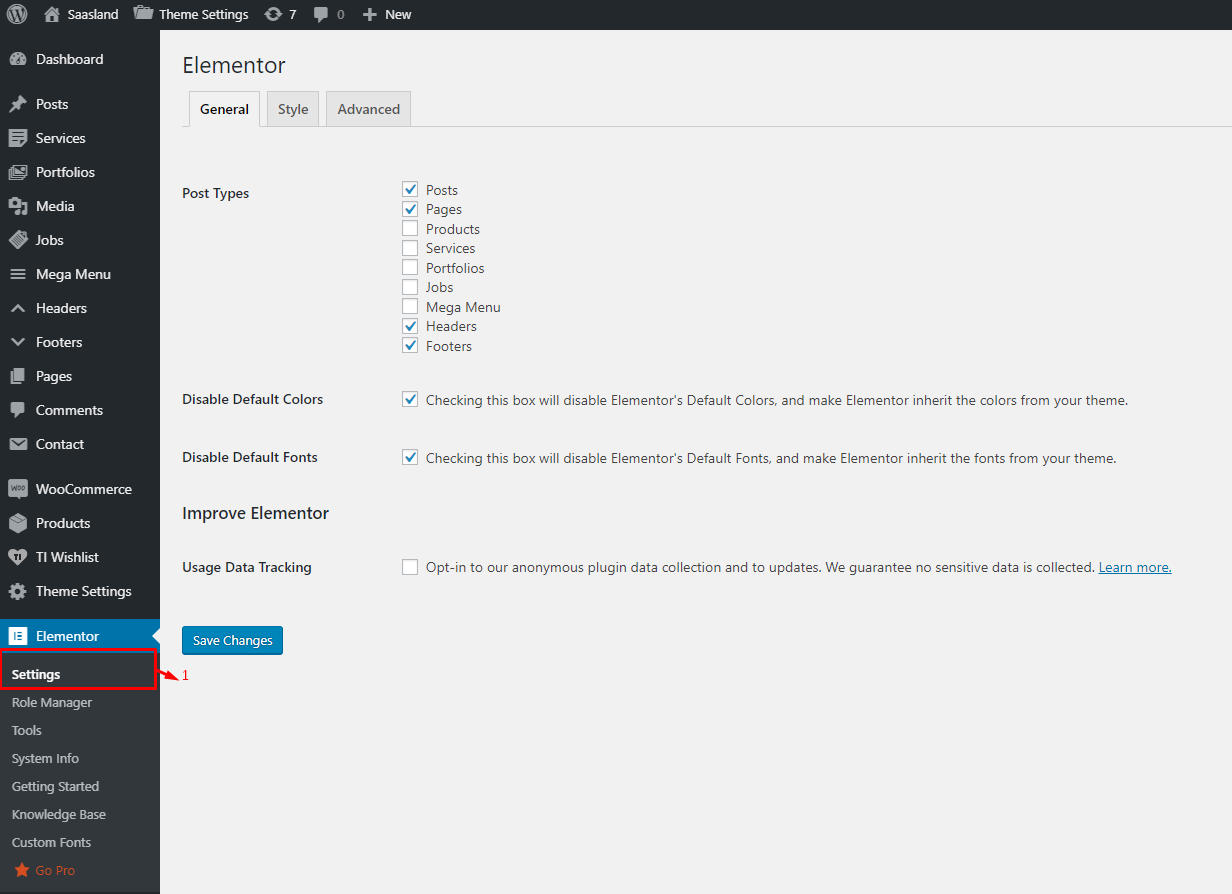 Saasland Theme Settings 7 0 New
Dashboard
Posts
Services
Portfolios
Media
Jobs
Mega Menu
Headers
Footers
Pages
Comments
Contact
WOO WooCommerce
Products
TI TI Wishlist
Theme Settings
Elementor
Settings
1
Role Manager
Tools
System Info
Getting Started
Knowledge Base
Custom Fonts
Go Pro
Elementor
General Style Advanced
Post Types
Posts
Pages
Products
Services
Portfolios
Jobs
Mega Menu
Headers
Footers
Disable Default Colors
Checking this box will disable Elementor's Default Colors, and make Elementor inherit the colors from your theme.
Disable Default Fonts
Checking this box will disable Elementor's Default Fonts, and make Elementor inherit the fonts from your theme.
Improve Elementor
Usage Data Tracking
Opt-in to our anonymous plugin data collection and to updates. We guarantee no sensitive data is collected. Learn more.
Save Changes